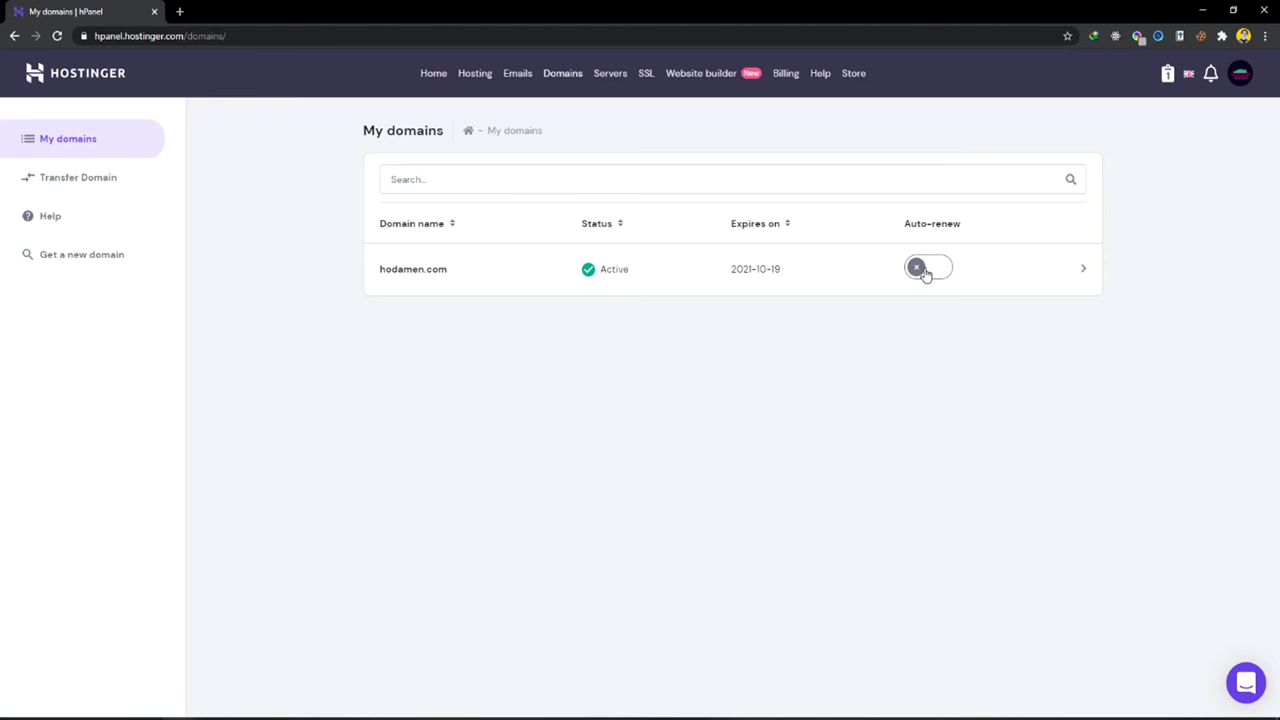 My domains | hPanel
hpanel.hostinger.com/domains/
HOSTINGER
Home Hosting Emails Domains Servers SSL Website builder New Billing Help Store
1
My domains
Transfer Domain
Help
Get a new domain
My domains - My domains
Search...
Domain name Status Expires on Auto-renew
hodamen.com Active 2021-10-19